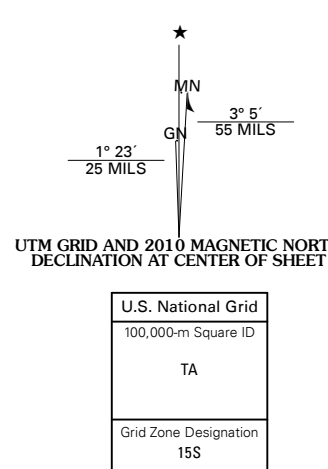 ★
MN
3° 5´
55 MILS
GN
1° 23´
25 MILS
UTM GRID AND 2010 MAGNETIC NORT
DECLINATION AT CENTER OF SHEET
U.S. National Grid
100,000-m Square ID
TA
Grid Zone Designation
15S